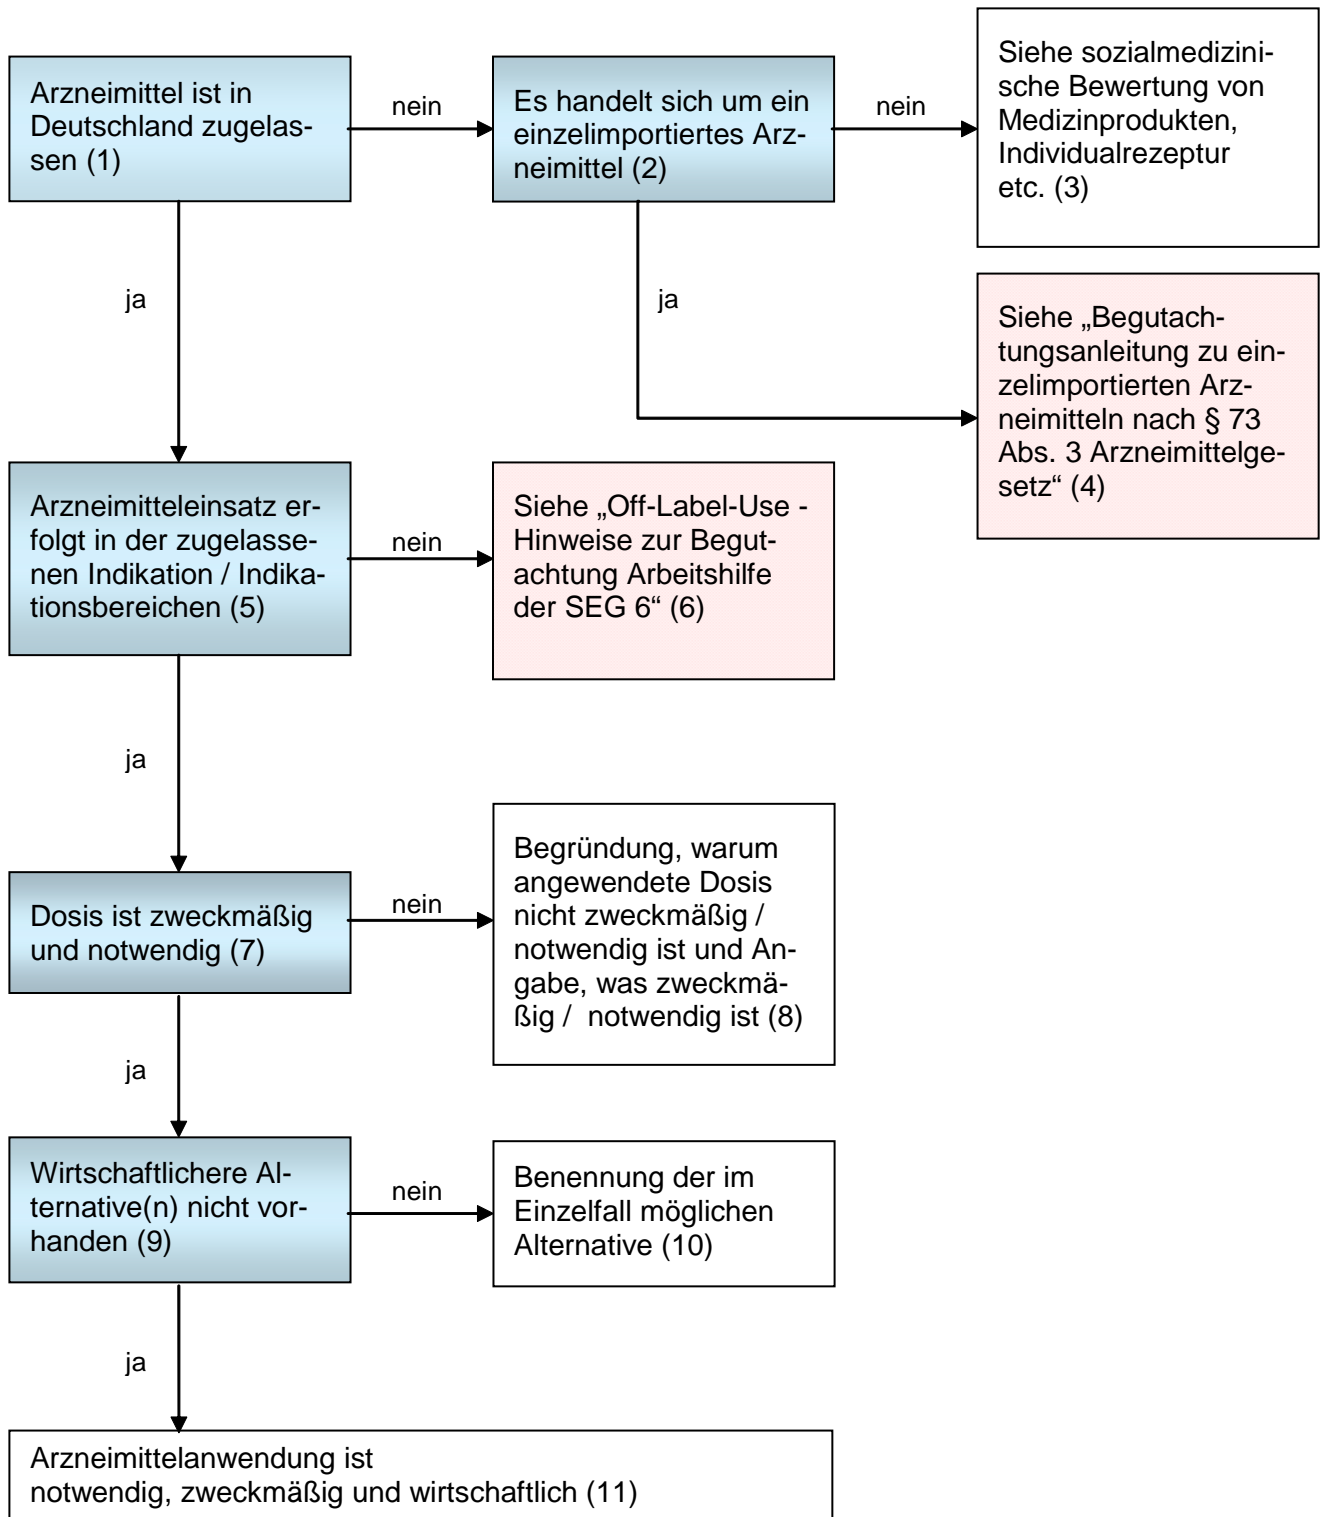 Arzneimittel ist in
Deutschland zugelas-
sen (1)
nein
Es handelt sich um ein
einzelimportiertes Arz-
neimittel (2)
nein
Siehe sozialmedizini-
sche Bewertung von
Medizinprodukten,
Individualrezeptur
etc. (3)
ja
ja
Siehe „Begutach-
tungsanleitung zu ein-
zelimportierten Arz-
neimitteln nach § 73
Abs. 3 Arzneimittelge-
setz“ (4)
Arzneimitteleinsatz er-
folgt in der zugelasse-
nen Indikation / Indika-
tionsbereichen (5)
nein
Siehe „Off-Label-Use -
Hinweise zur Begut-
achtung Arbeitshilfe
der SEG 6“ (6)
ja
Dosis ist zweckmäßig
und notwendig (7)
nein
Begründung, warum
angewendete Dosis
nicht zweckmäßig /
notwendig ist und An-
gabe, was zweckmä-
ßig /  notwendig ist (8)
ja
Wirtschaftlichere Al-
ternative(n) nicht vor-
handen (9)
nein
Benennung der im
Einzelfall möglichen
Alternative (10)
ja
Arzneimittelanwendung ist
notwendig, zweckmäßig und wirtschaftlich (11)